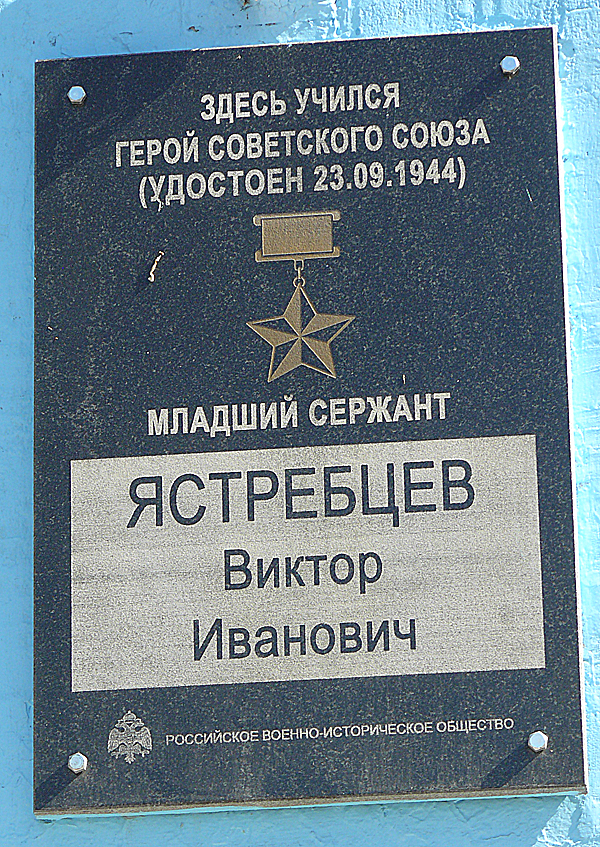 ЗДЕСЬ УЧИЛСЯ
ГЕРОЙ СОВЕТСКОГО СОЮЗА
(УДОСТОЕН 23.09.1944)
МЛАДШИЙ СЕРЖАНТ
ЯСТРЕБЦЕВ
Виктор
Иванович
РОССИЙСКОЕ ВОЕННО-ИСТОРИЧЕСКОЕ ОБЩЕСТВО